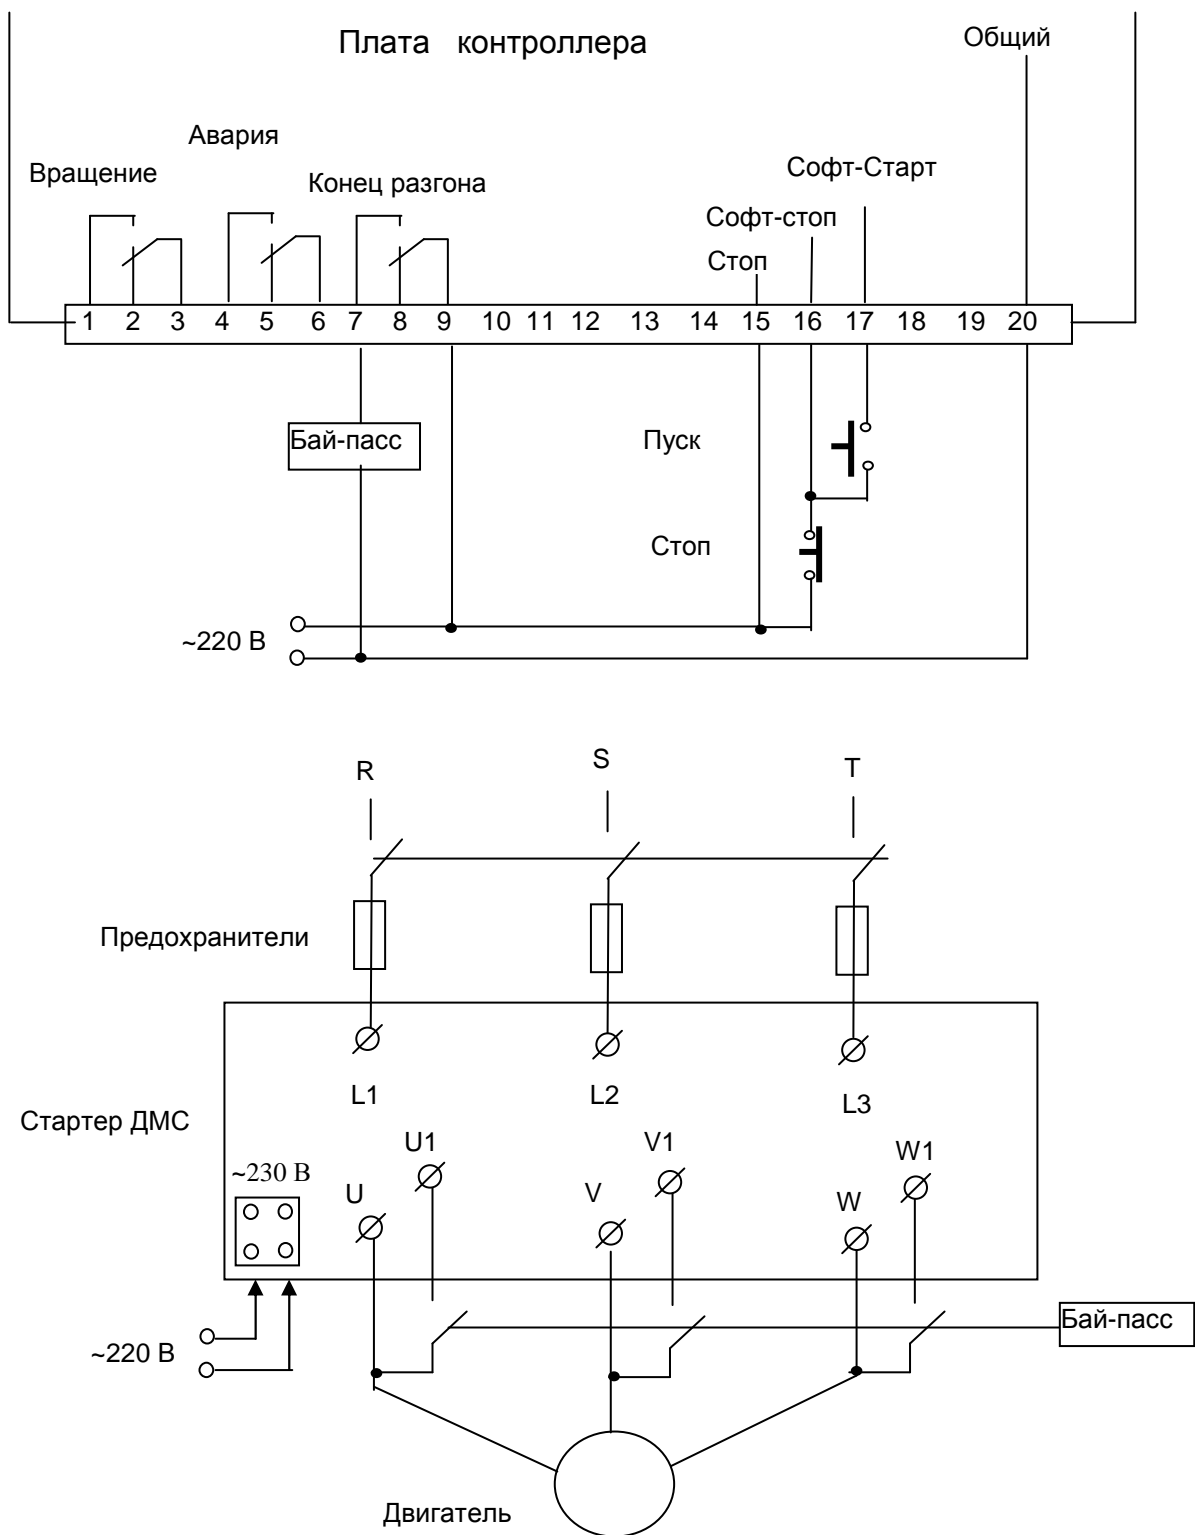 Плата контроллера
Общий
Авария
Вращение
Конец разгона
Софт-Старт
Софт-стоп
Стоп
1 2 3 4 5 6 7 8 9 10 11 12 13 14 15 16 17 18 19 20
Бай-пасс
Пуск
Стоп
~220 В
R S T
Предохранители
L1 L2 L3
Стартер ДМС
U1 V1 W1
~230 В
U V W
Бай-пасс
~220 В
Двигатель